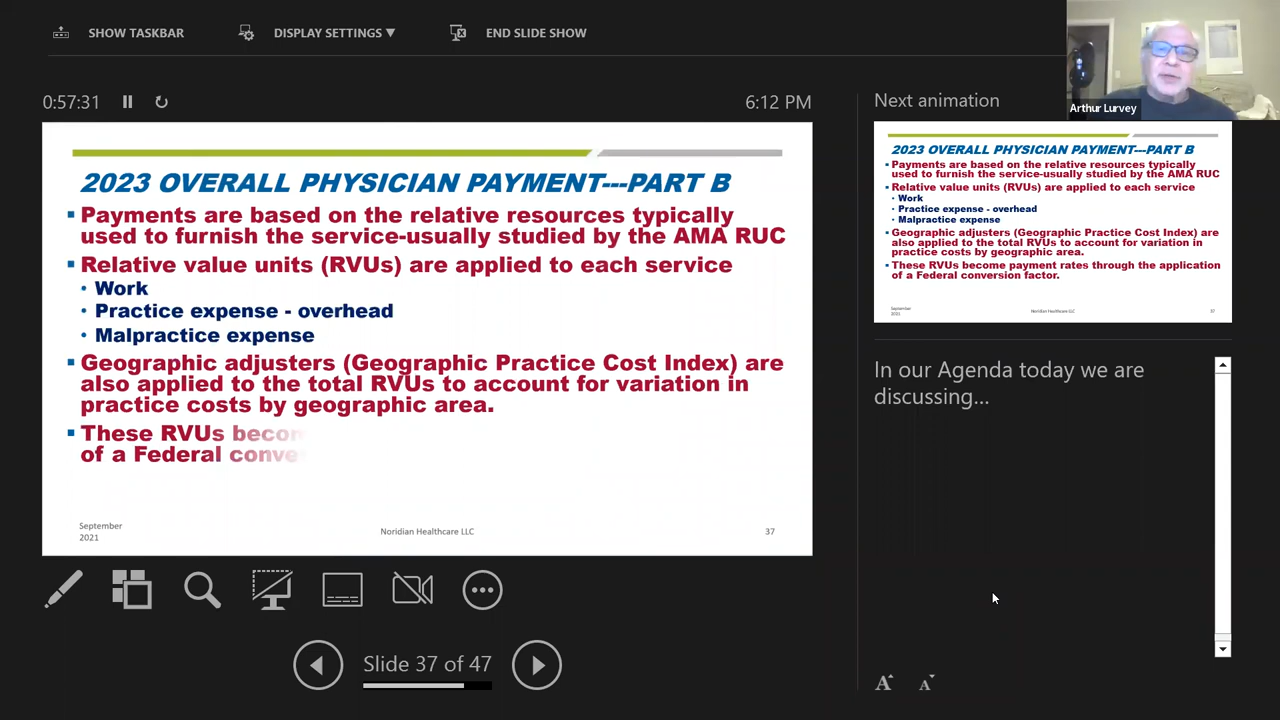 SHOW TASKBAR
DISPLAY SETTINGS ▼
END SLIDE SHOW
0:57:31
6:12 PM
2023 OVERALL PHYSICIAN PAYMENT---PART B
Payments are based on the relative resources typically
used to furnish the service-usually studied by the AMA RUC
Relative value units (RVUs) are applied to each service
Work
Practice expense - overhead
Malpractice expense
Geographic adjusters (Geographic Practice Cost Index) are
also applied to the total RVUs to account for variation in
practice costs by geographic area.
These RVUs becom
of a Federal conve
September
2021
Noridian Healthcare LLC
37
Slide 37 of 47
Next animation
Arthur Lurvey
2023 OVERALL PHYSICIAN PAYMENT---PART B
Payments are based on the relative resources typically
used to furnish the service-usually studied by the AMA RUC
Relative value units (RVUs) are applied to each service
Work
Practice expense - overhead
Malpractice expense
Geographic adjusters (Geographic Practice Cost Index) are
also applied to the total RVUs to account for variation in
practice costs by geographic area.
These RVUs become payment rates through the application
of a Federal conversion factor.
September
2021
Noridian Healthcare LLC
37
In our Agenda today we are
discussing...
A A